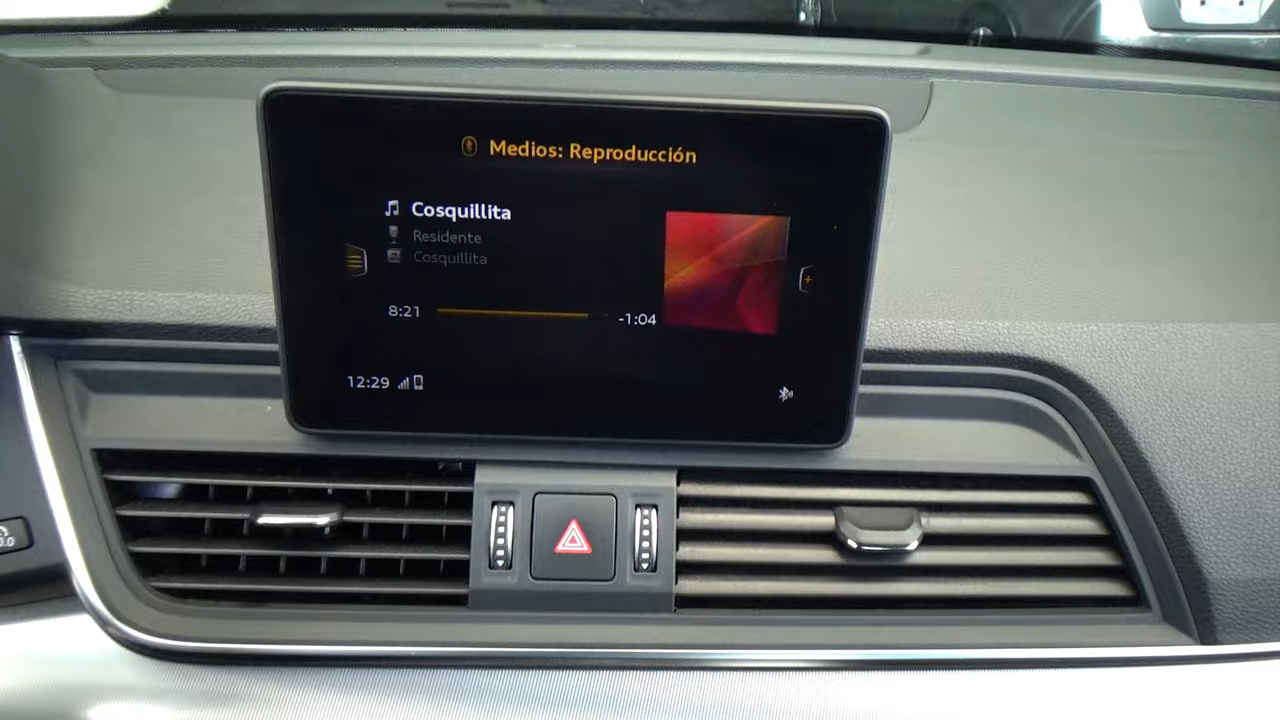 Medios: Reproducción
Cosquillita
Residente
Cosquillita
8:21
-1:04
12:29